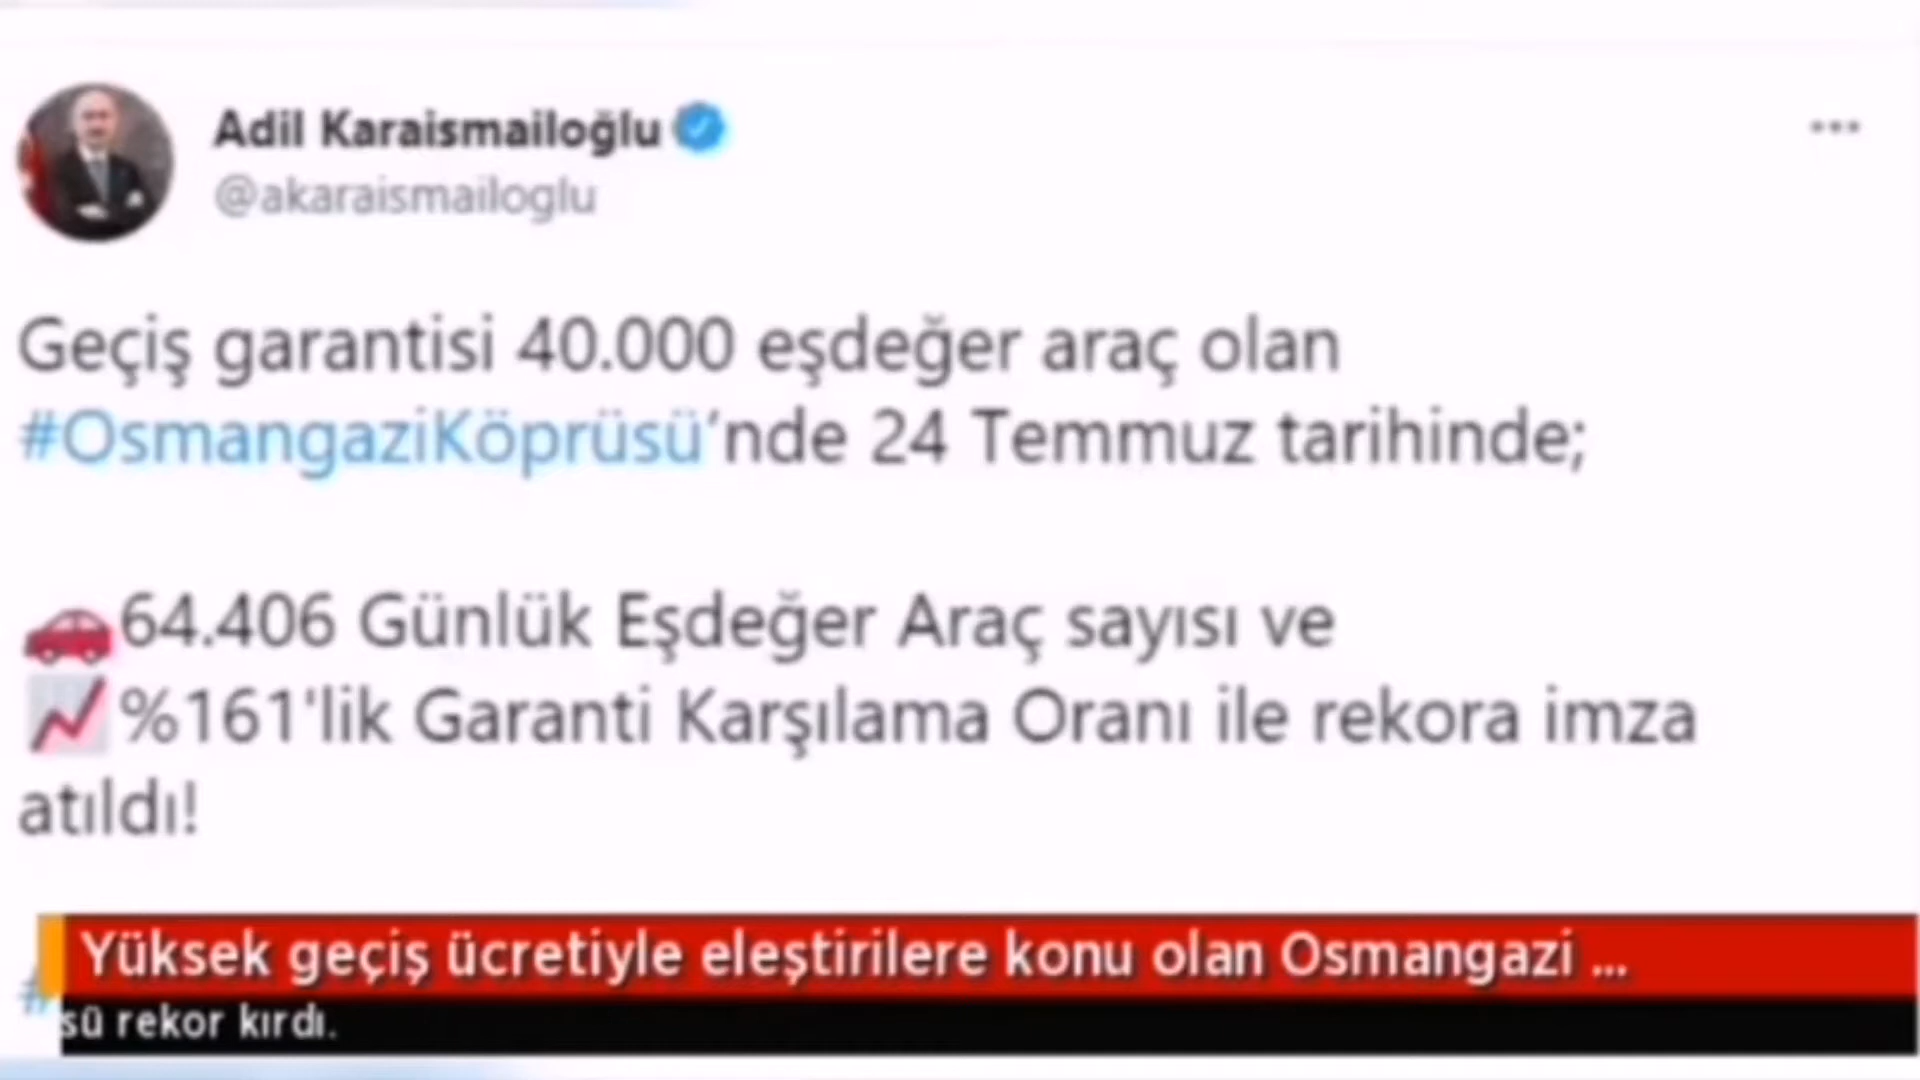 Adil Karaismailoğlu
@akaraismailoglu
Geçiş garantisi 40.000 eşdeğer araç olan
#OsmangaziKöprüsü'nde 24 Temmuz tarihinde;
64.406 Günlük Eşdeğer Araç sayısı ve
%161'lik Garanti Karşılama Oranı ile rekora imza
atıldı!
Yüksek geçiş ücretiyle eleştirilere konu olan Osmangazi ...
#
sü rekor kırdı.